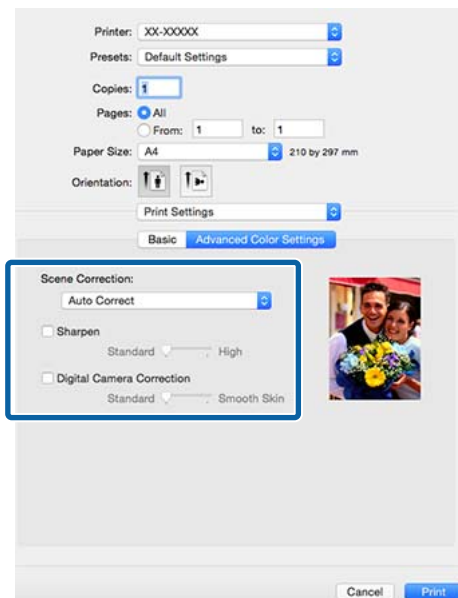 Printer: XX-XXXXX
Presets: Default Settings
Copies: 1
Pages: All
From: 1 to: 1
Paper Size: A4 210 by 297 mm
Orientation:
Print Settings
Basic Advanced Color Settings
Scene Correction:
Auto Correct
Sharpen
Standard High
Digital Camera Correction
Standard Smooth Skin
Cancel Print